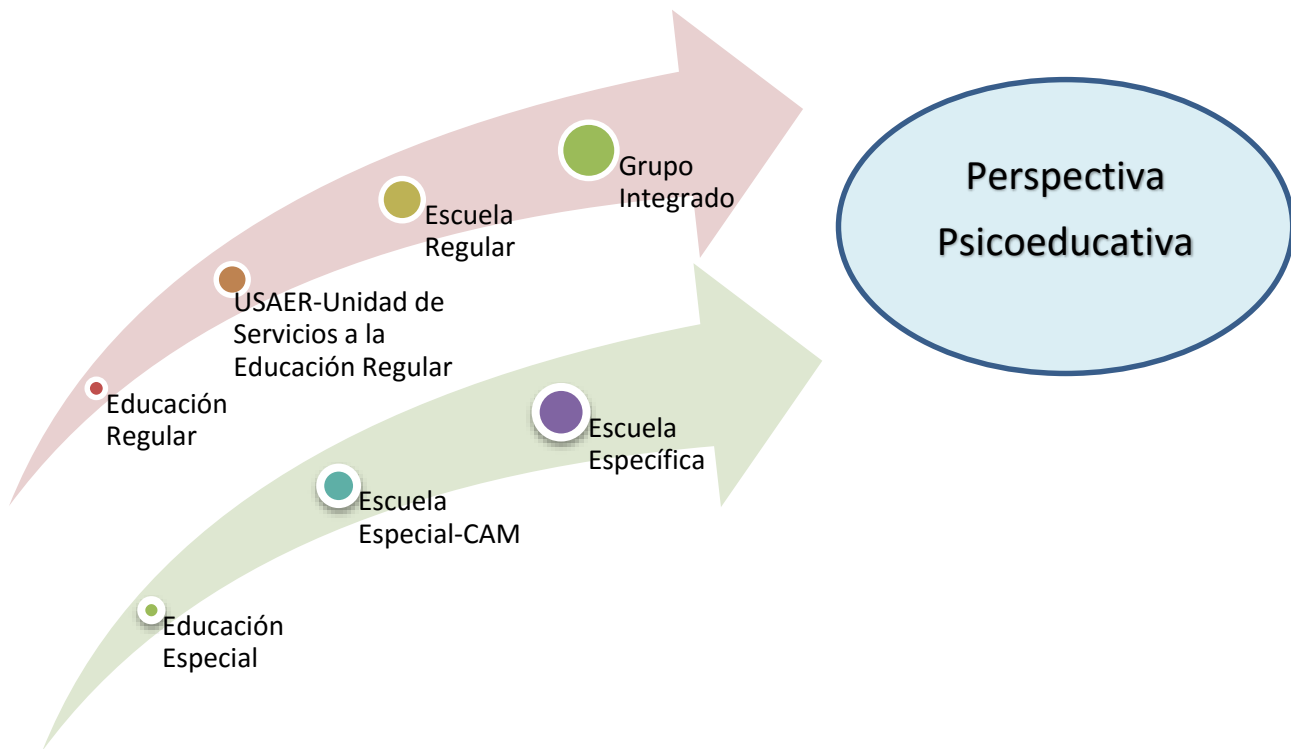 Grupo
Integrado
Escuela
Regular
USAER-Unidad de
Servicios a la
Educación Regular
Educación
Regular
Perspectiva
Psicoeducativa
Escuela
Específica
Escuela
Especial-CAM
Educación
Especial